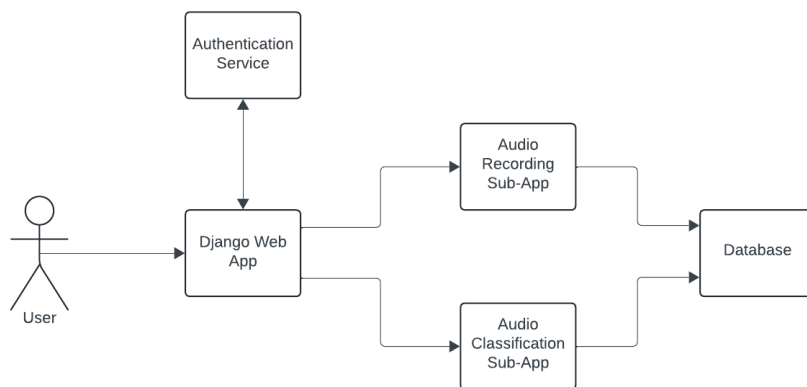 Authentication
Service
Audio
Recording
Sub-App
Django Web
App
Database
User
Audio
Classification
Sub-App